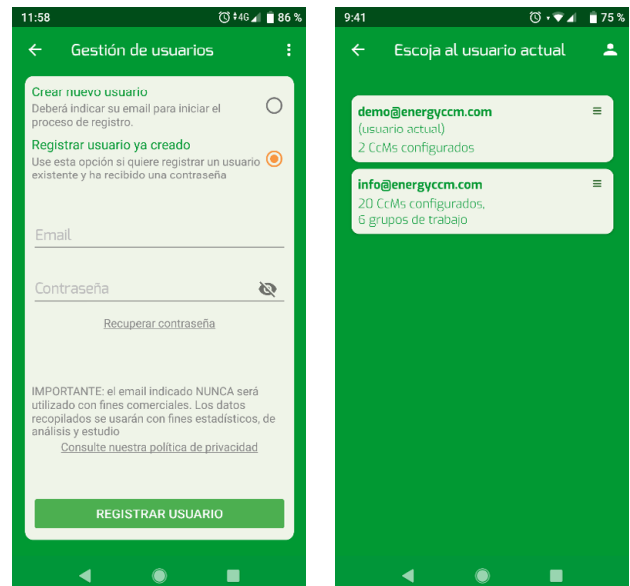 11:58
4G
86 %
Gestión de usuarios
Crear nuevo usuario
Deberá indicar su email para iniciar el
proceso de registro.
Registrar usuario ya creado
Use esta opción si quiere registrar un usuario
existente y ha recibido una contraseña
Email
Contraseña
Recuperar contraseña
IMPORTANTE: el email indicado NUNCA será
utilizado con fines comerciales. Los datos
recopilados se usarán con fines estadísticos, de
análisis y estudio
Consulte nuestra política de privacidad
REGISTRAR USUARIO
9:41
75 %
Escoja al usuario actual
demo@energyccm.com
(usuario actual)
2 CcMs configurados
info@energyccm.com
20 CcMs configurados,
6 grupos de trabajo